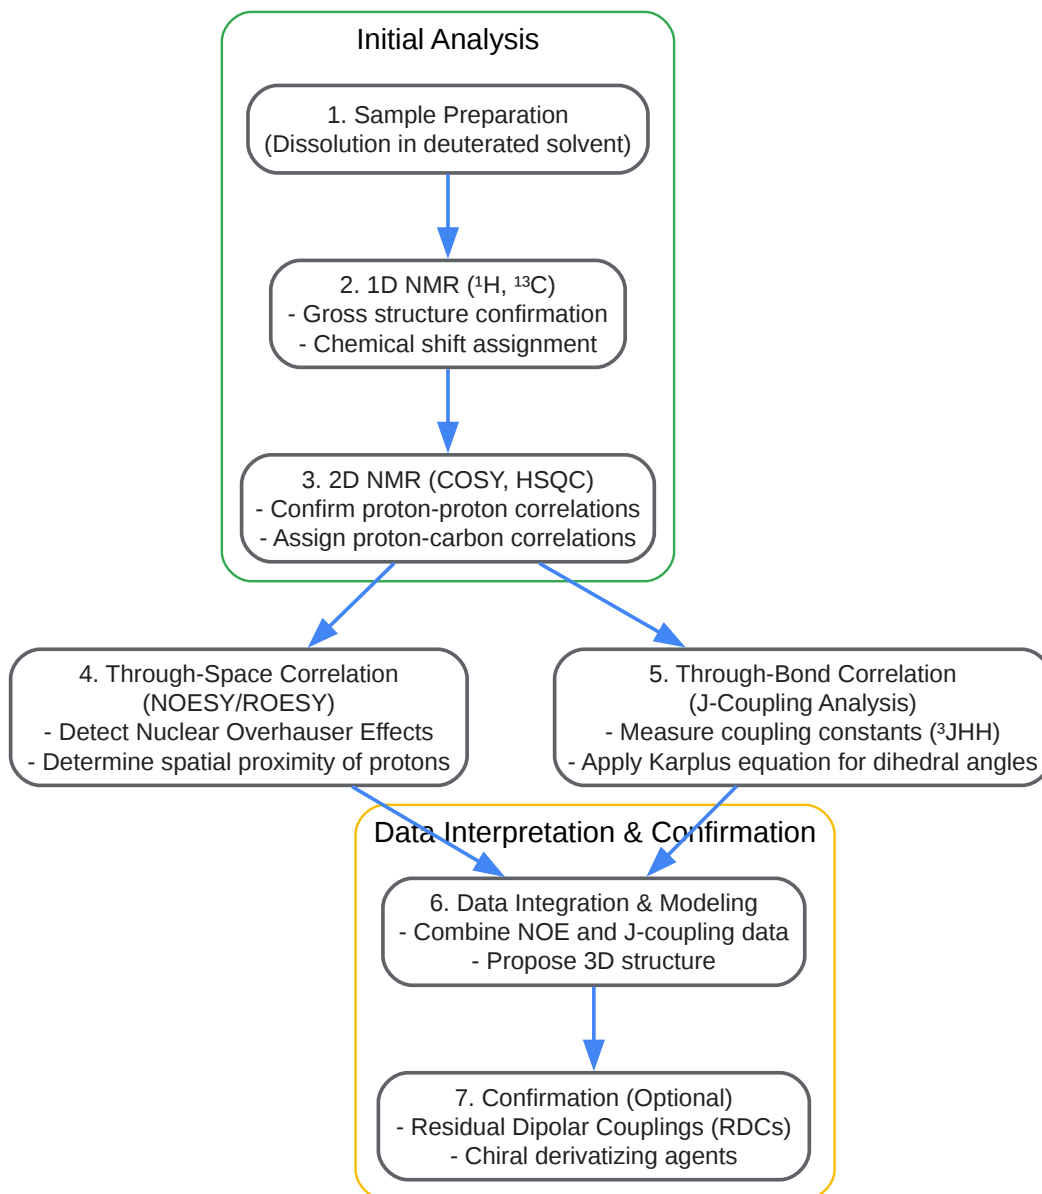 Initial Analysis
1. Sample Preparation
(Dissolution in deuterated solvent)
2. 1D NMR (¹H, ¹³C)
- Gross structure confirmation
- Chemical shift assignment
3. 2D NMR (COSY, HSQC)
- Confirm proton-proton correlations
- Assign proton-carbon correlations
4. Through-Space Correlation
(NOESY/ROESY)
- Detect Nuclear Overhauser Effects
- Determine spatial proximity of protons
5. Through-Bond Correlation
(J-Coupling Analysis)
- Measure coupling constants (³JHH)
- Apply Karplus equation for dihedral angles
Data Interpretation & Confirmation
6. Data Integration & Modeling
- Combine NOE and J-coupling data
- Propose 3D structure
7. Confirmation (Optional)
- Residual Dipolar Couplings (RDCs)
- Chiral derivatizing agents